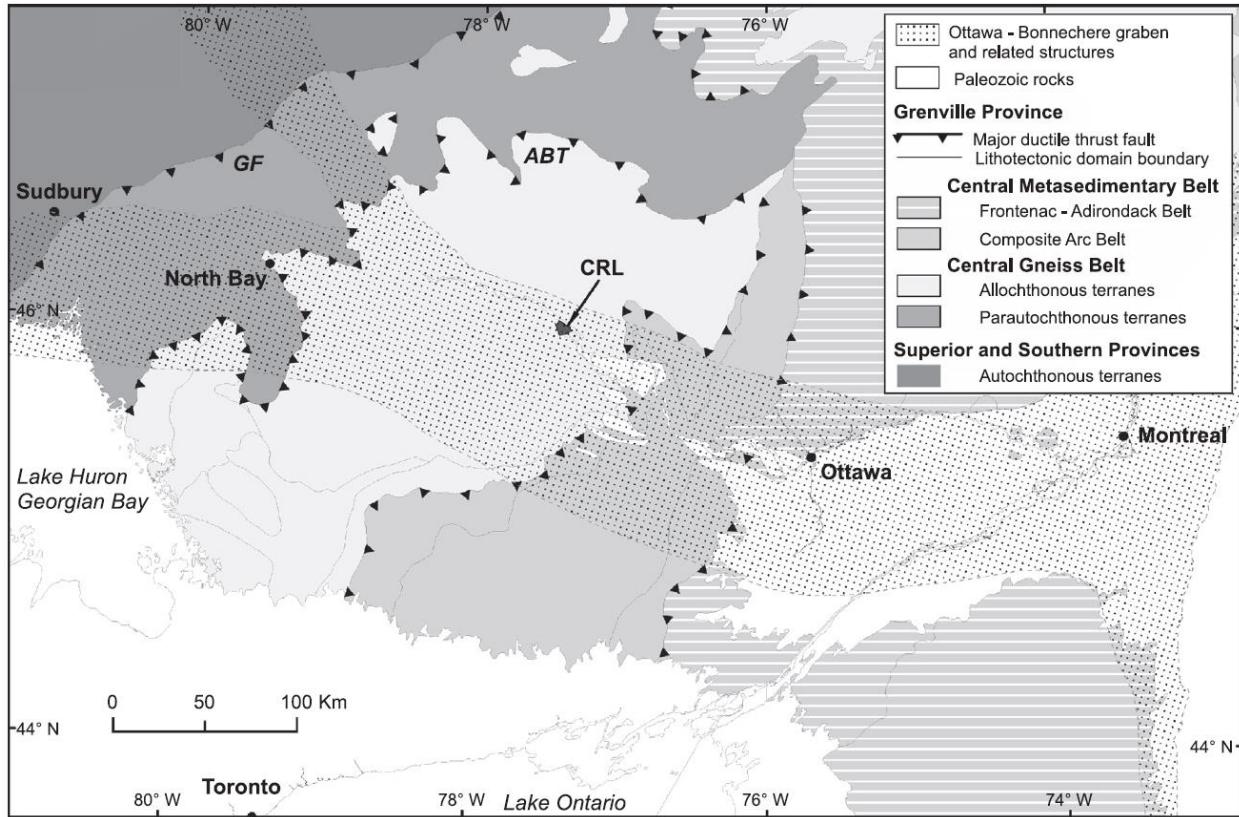 80° W
78° W
76° W
Ottawa - Bonnechere graben
and related structures
Paleozoic rocks
Grenville Province
Major ductile thrust fault
Lithotectonic domain boundary
Central Metasedimentary Belt
Frontenac - Adirondack Belt
Composite Arc Belt
Central Gneiss Belt
Allochthonous terranes
Parautochthonous terranes
Superior and Southern Provinces
Autochthonous terranes
GF
ABT
Sudbury
North Bay
CRL
46° N
Montreal
Ottawa
Lake Huron
Georgian Bay
0 50 100 Km
44° N
44° N
Toronto
80° W
78° W
Lake Ontario
76° W
74° W